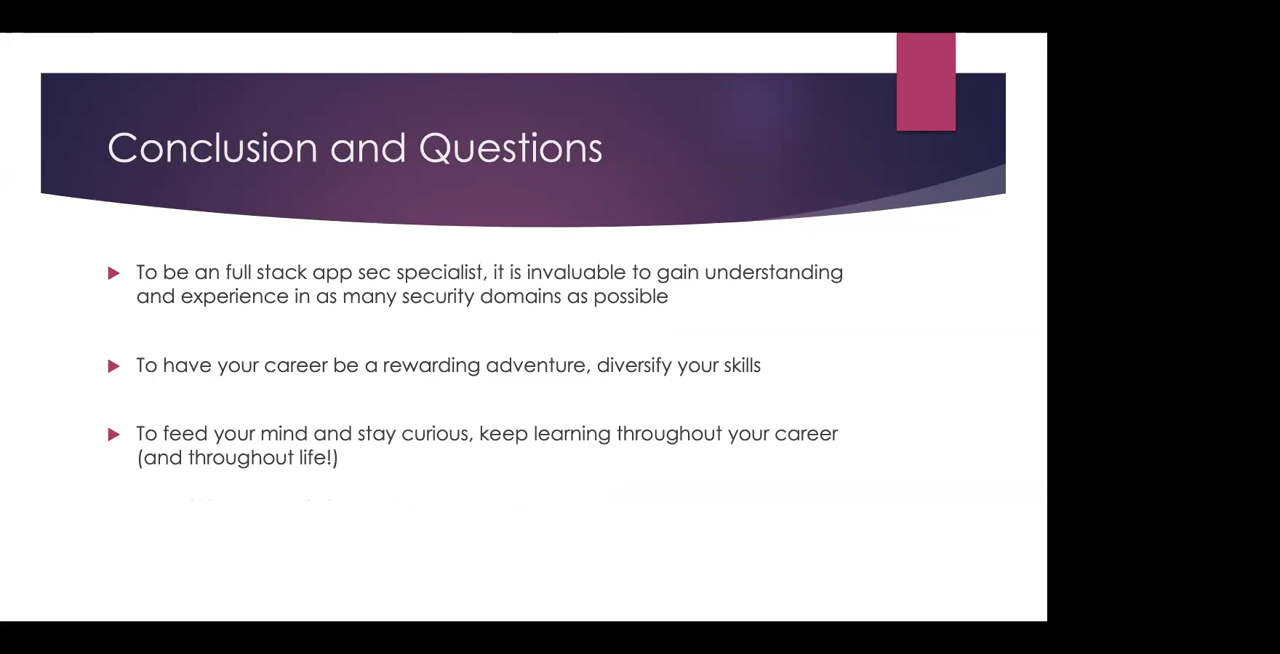 Conclusion and Questions
To be an full stack app sec specialist, it is invaluable to gain understanding
and experience in as many security domains as possible
To have your career be a rewarding adventure, diversify your skills
To feed your mind and stay curious, keep learning throughout your career
(and throughout life!)